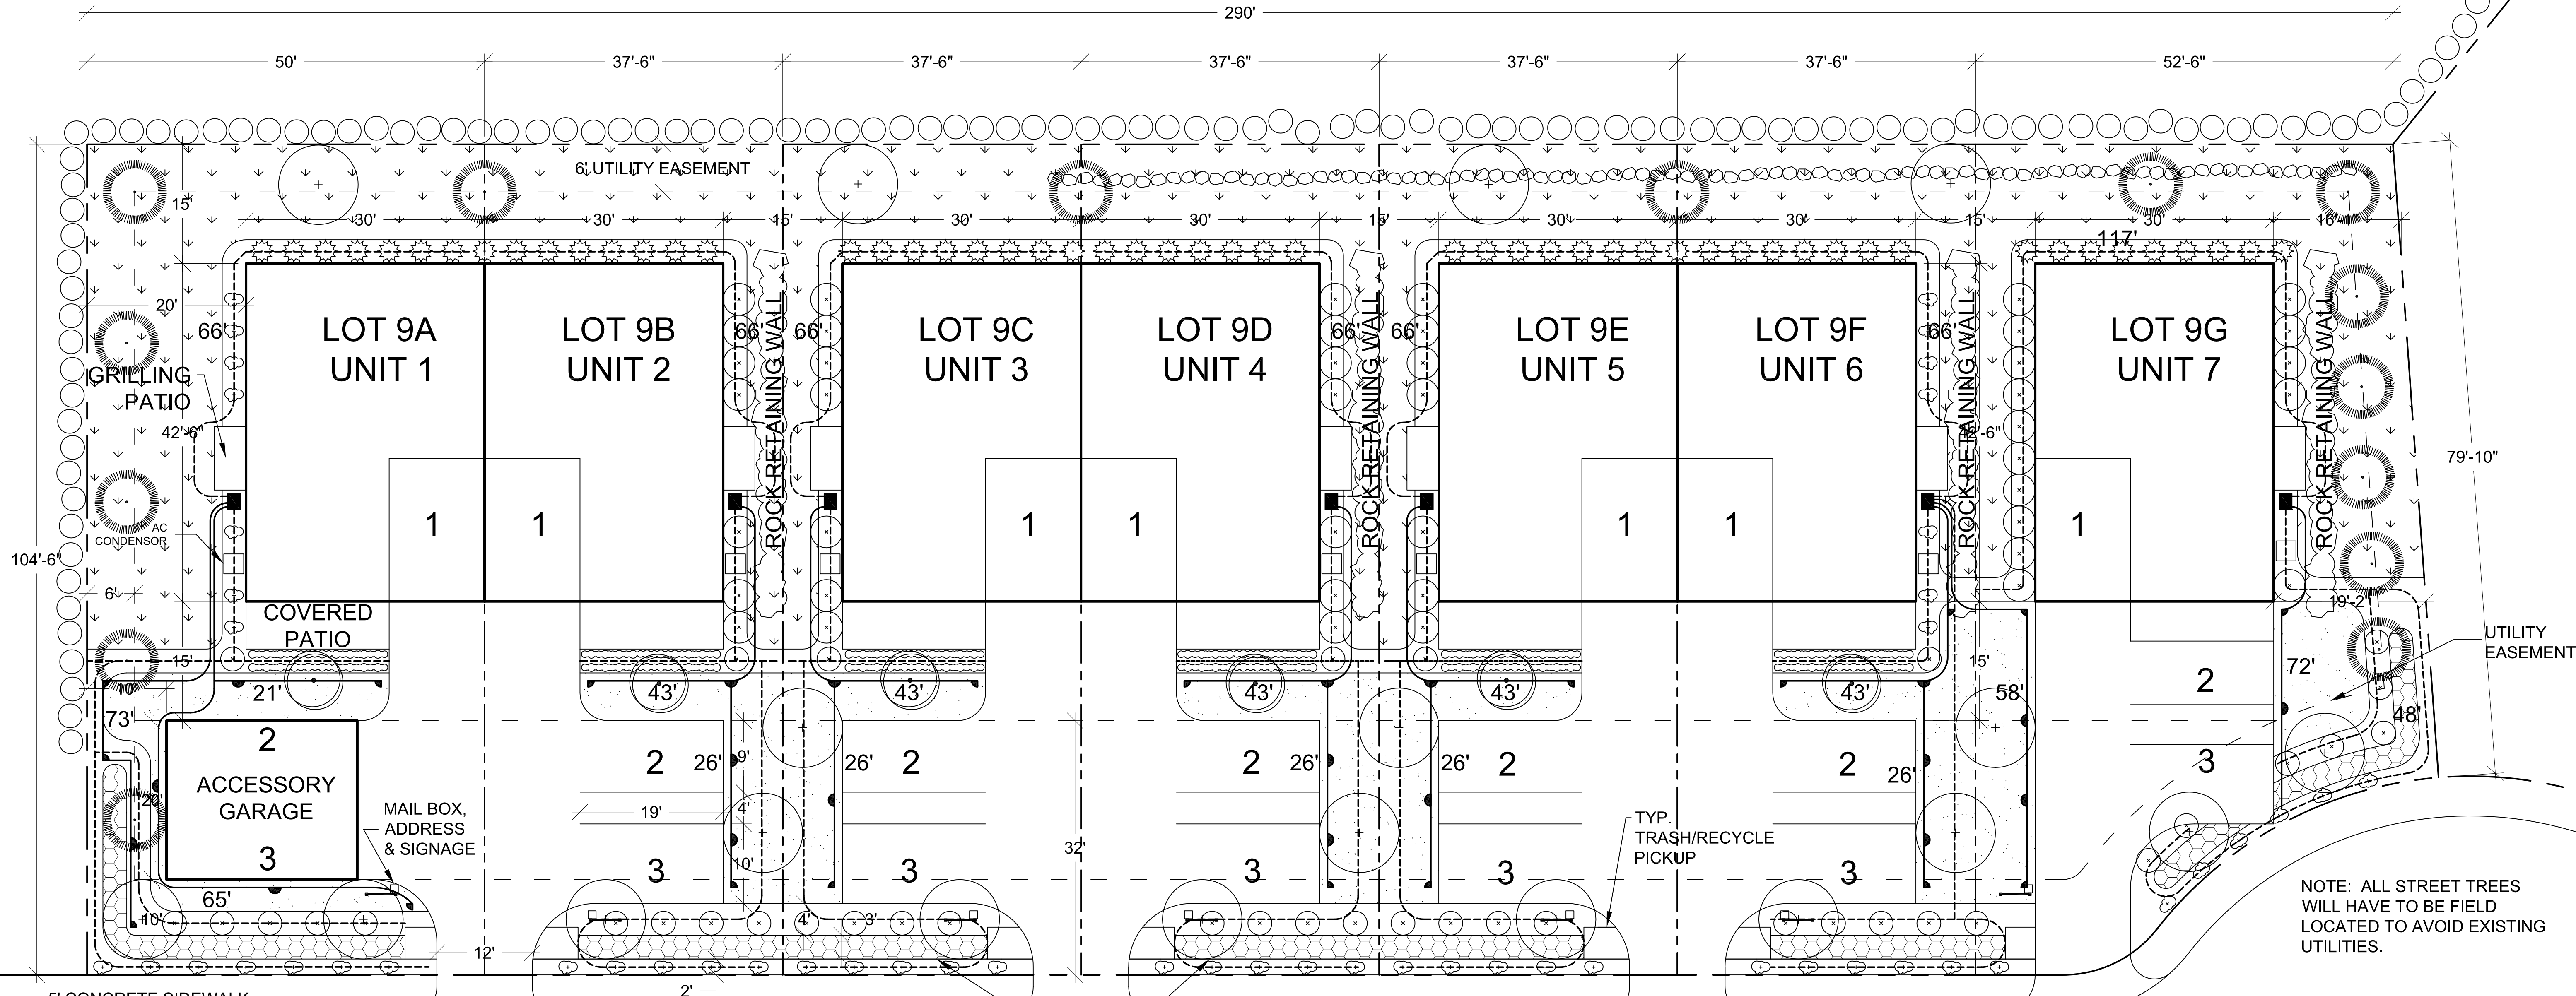 290'
50'
37'-6"
37'-6"
37'-6"
37'-6"
37'-6"
52'-6"
6' UTILITY EASEMENT
15'
30'
30'
15'
30'
30'
15'
30'
30'
15'
30'
16'-1"
117'
20'
66'
66'
66'
66'
66'
66'
LOT 9A
UNIT 1
LOT 9B
UNIT 2
LOT 9C
UNIT 3
LOT 9D
UNIT 4
LOT 9E
UNIT 5
LOT 9F
UNIT 6
LOT 9G
UNIT 7
ROCK RETAINING WALL
ROCK RETAINING WALL
ROCK RETAINING WALL
ROCK RETAINING WALL
GRILLING
PATIO
42'-6"
79'-10"
1
1
1
1
1
1
1
AC
CONDENSOR
104'-6"
6'
COVERED
PATIO
19'-2"
UTILITY
EASEMENT
15'
15'
10'
21'
43'
43'
43'
43'
43'
58'
2
72'
73'
48'
2
ACCESSORY
GARAGE
3
20'
MAIL BOX,
ADDRESS
& SIGNAGE
2
26'
9'
26'
2
2
26'
26'
2
2
26'
3
19'
4'
32'
TYP.
TRASH/RECYCLE
PICKUP
3
10'
3
3
3
3
65'
10'
4'
3'
12'
2'
NOTE: ALL STREET TREES
WILL HAVE TO BE FIELD
LOCATED TO AVOID EXISTING
UTILITIES.
5' CONCRETE SIDEWALK